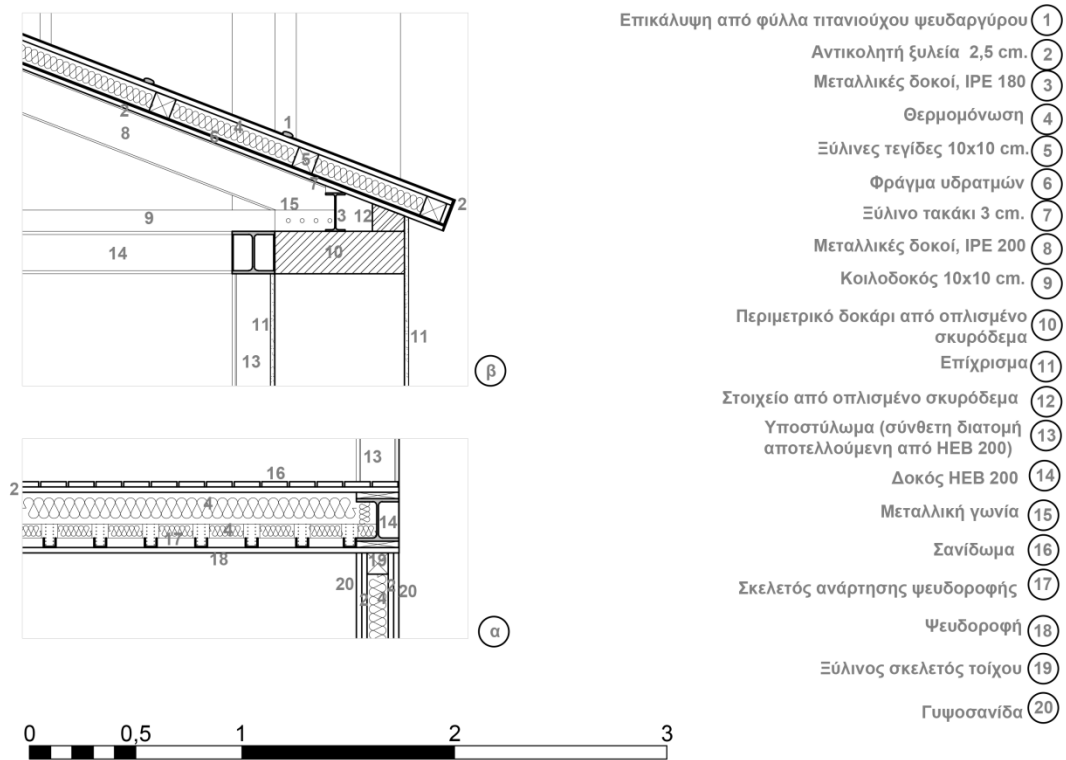 Επικάλυψη από φύλλα τιτανιούχου ψευδαργύρου 1
Αντικολητή ξυλεία 2,5 cm. 2
Μεταλλικές δοκοί, IPE 180 3
Θερμομόνωση 4
Ξύλινες τεγίδες 10x10 cm. 5
Φράγμα υδρατμών 6
Ξύλινο τακάκι 3 cm. 7
Μεταλλικές δοκοί, IPE 200 8
Κοιλοδοκός 10x10 cm. 9
Περιμετρικό δοκάρι από οπλισμένο
σκυρόδεμα 10
Επίχρισμα 11
Στοιχείο από οπλισμένο σκυρόδεμα 12
Υποστύλωμα (σύνθετη διατομή
αποτελλούμενη από HEB 200) 13
Δοκός HEB 200 14
Μεταλλική γωνία 15
Σανίδωμα 16
Σκελετός ανάρτησης ψευδοροφής 17
Ψευδοροφή 18
Ξύλινος σκελετός τοίχου 19
Γυψοσανίδα 20
2
8
6
4
1
5
7
2
9
15
3
12
14
10
11
13
11
β
16
13
2
4
14
4
17
18
19
20
2
4
2
20
α
0 0,5 1 2 3